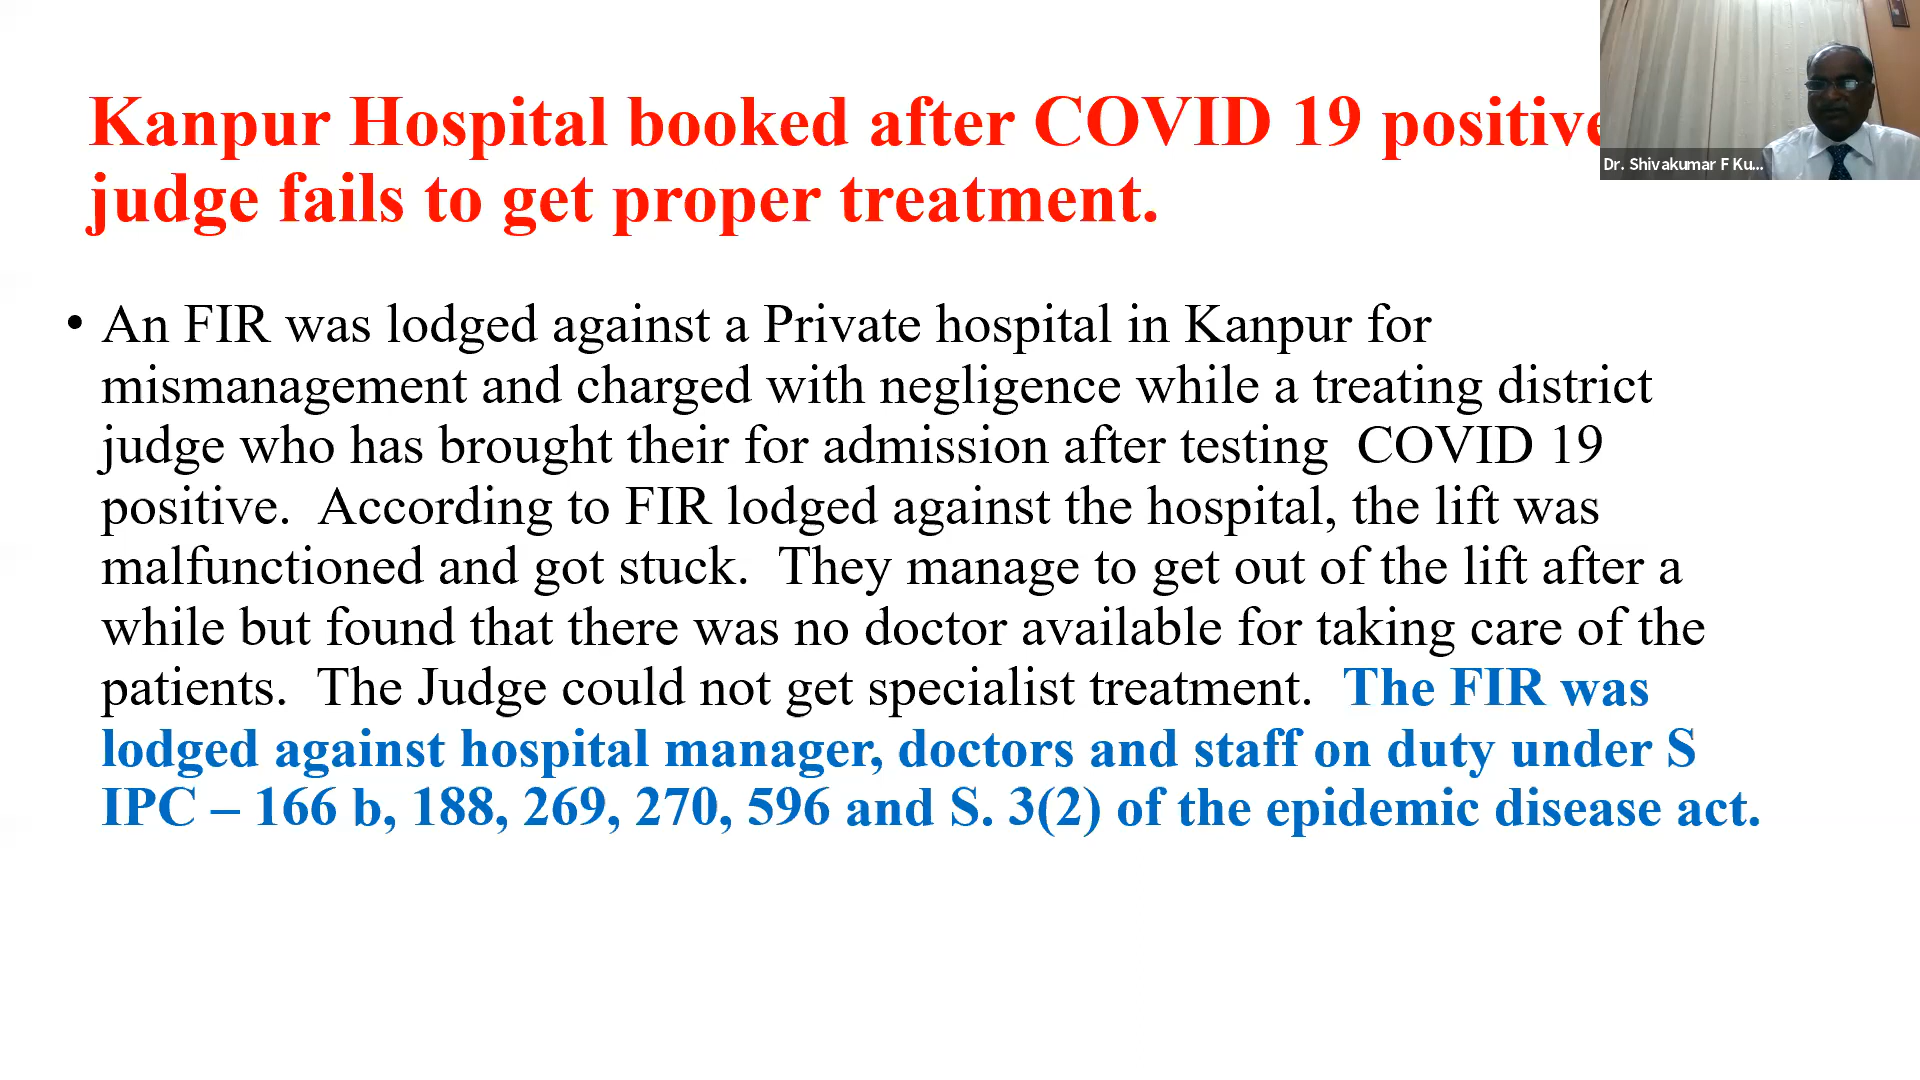 Kanpur Hospital booked after COVID 19 positive
judge fails to get proper treatment.
Dr. Shivakumar F Ku...
• An FIR was lodged against a Private hospital in Kanpur for
mismanagement and charged with negligence while a treating district
judge who has brought their for admission after testing  COVID 19
positive.  According to FIR lodged against the hospital, the lift was
malfunctioned and got stuck.  They manage to get out of the lift after a
while but found that there was no doctor available for taking care of the
patients.  The Judge could not get specialist treatment.  The FIR was
lodged against hospital manager, doctors and staff on duty under S
IPC – 166 b, 188, 269, 270, 596 and S. 3(2) of the epidemic disease act.